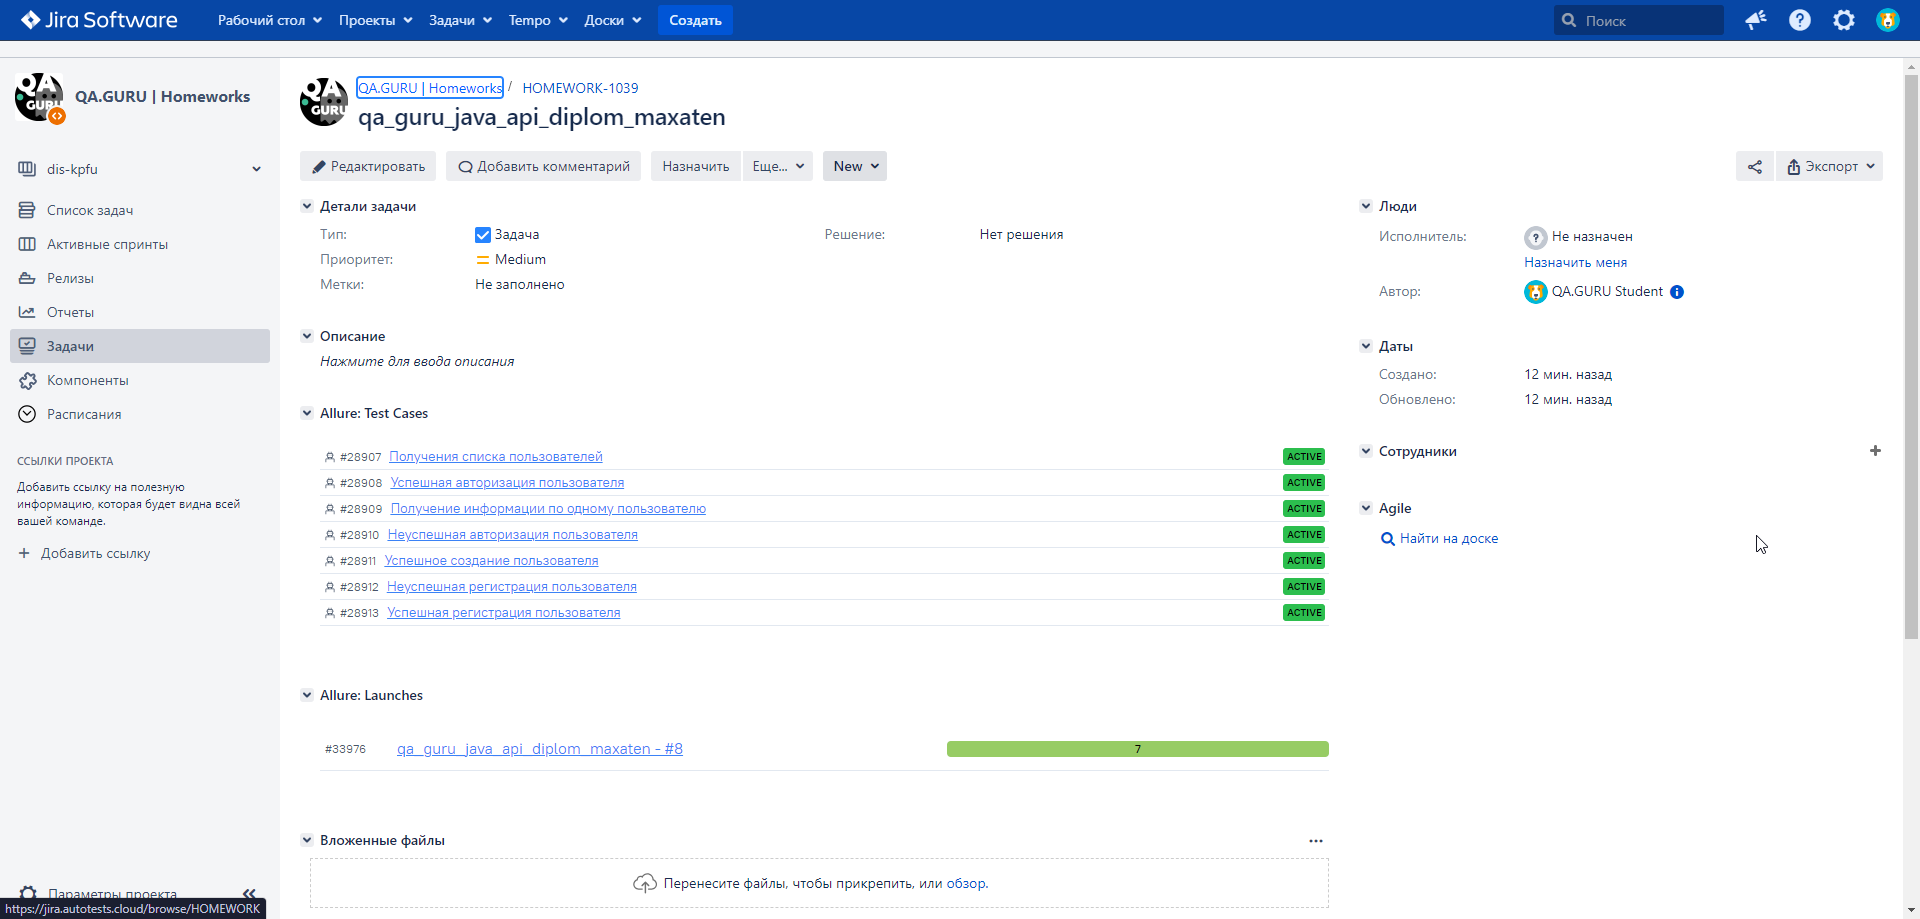 Jira Software
Рабочий стол
Проекты
Задачи
Tempo
Доски
Создать
Поиск
QA GURU
QA.GURU | Homeworks
dis-kpfu
Список задач
Активные спринты
Релизы
Отчеты
Задачи
Компоненты
Расписания
ССЫЛКИ ПРОЕКТА
Добавить ссылку на полезную
информацию, которая будет видна всей
вашей команде.
+ Добавить ссылку
Параметры проекта
https://jira.autotests.cloud/browse/HOMEWORK
QA GURU
QA.GURU | Homeworks / HOMEWORK-1039
qa_guru_java_api_diplom_maxaten
Редактировать
Добавить комментарий
Назначить
Еще...
New
Экспорт
Детали задачи
Тип: Задача
Решение: Нет решения
Приоритет: Medium
Метки: Не заполнено
Описание
Нажмите для ввода описания
Allure: Test Cases
#28907 Получения списка пользователей ACTIVE
#28908 Успешная авторизация пользователя ACTIVE
#28909 Получение информации по одному пользователю ACTIVE
#28910 Неуспешная авторизация пользователя ACTIVE
#28911 Успешное создание пользователя ACTIVE
#28912 Неуспешная регистрация пользователя ACTIVE
#28913 Успешная регистрация пользователя ACTIVE
Allure: Launches
#33976 qa_guru_java_api_diplom_maxaten - #8 7
Вложенные файлы
Перенесите файлы, чтобы прикрепить, или обзор.
Люди
Исполнитель: Не назначен
Назначить меня
Автор: QA.GURU Student
Даты
Создано: 12 мин. назад
Обновлено: 12 мин. назад
Сотрудники
Agile
Найти на доске